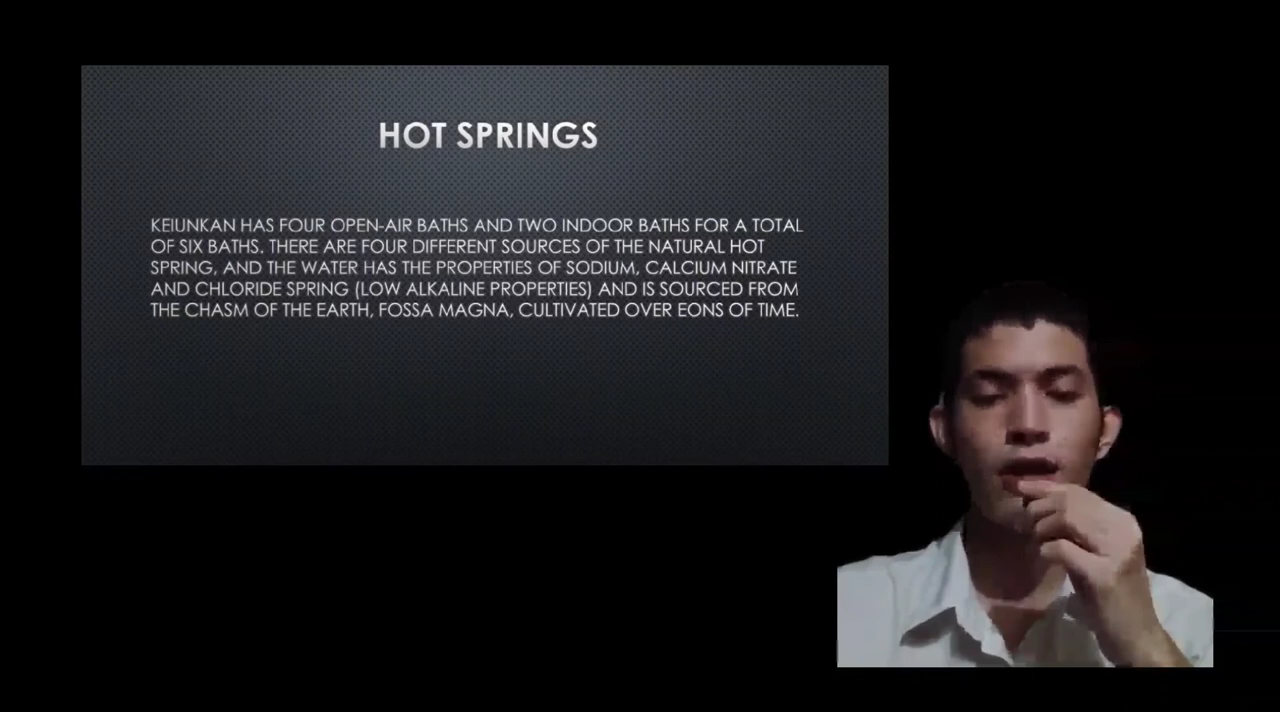 HOT SPRINGS
KEIUNKAN HAS FOUR OPEN-AIR BATHS AND TWO INDOOR BATHS FOR A TOTAL
OF SIX BATHS. THERE ARE FOUR DIFFERENT SOURCES OF THE NATURAL HOT
SPRING, AND THE WATER HAS THE PROPERTIES OF SODIUM, CALCIUM NITRATE
AND CHLORIDE SPRING (LOW ALKALINE PROPERTIES) AND IS SOURCED FROM
THE CHASM OF THE EARTH, FOSSA MAGNA, CULTIVATED OVER EONS OF TIME.